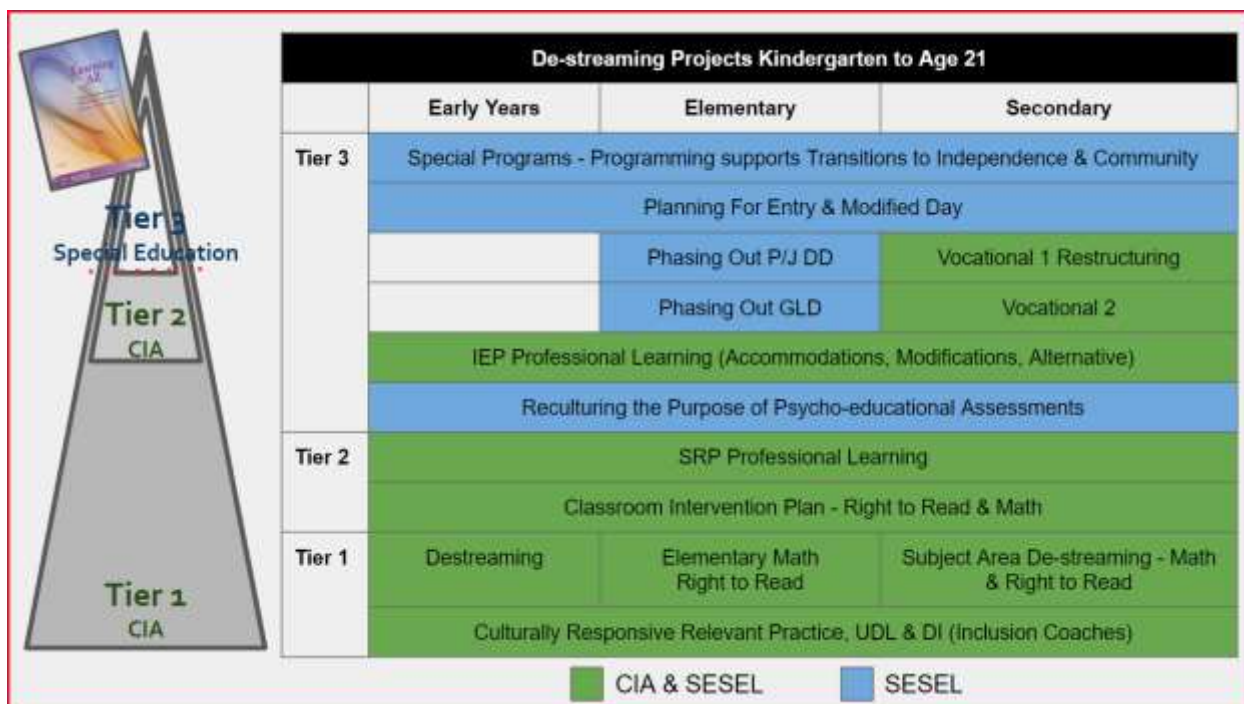 Learning
for
All
Tier 3
Special Education
Tier 2
CIA
Tier 1
CIA
De-streaming Projects Kindergarten to Age 21
Early Years Elementary Secondary
Tier 3 Special Programs - Programming supports Transitions to Independence & Community
Planning For Entry & Modified Day
Phasing Out P/J DD Vocational 1 Restructuring
Phasing Out GLD Vocational 2
IEP Professional Learning (Accommodations, Modifications, Alternative)
Reculturing the Purpose of Psycho-educational Assessments
Tier 2 SRP Professional Learning
Classroom Intervention Plan - Right to Read & Math
Tier 1 Destreaming Elementary Math Subject Area De-streaming - Math
Right to Read & Right to Read
Culturally Responsive Relevant Practice, UDL & DI (Inclusion Coaches)
CIA & SESEL SESEL